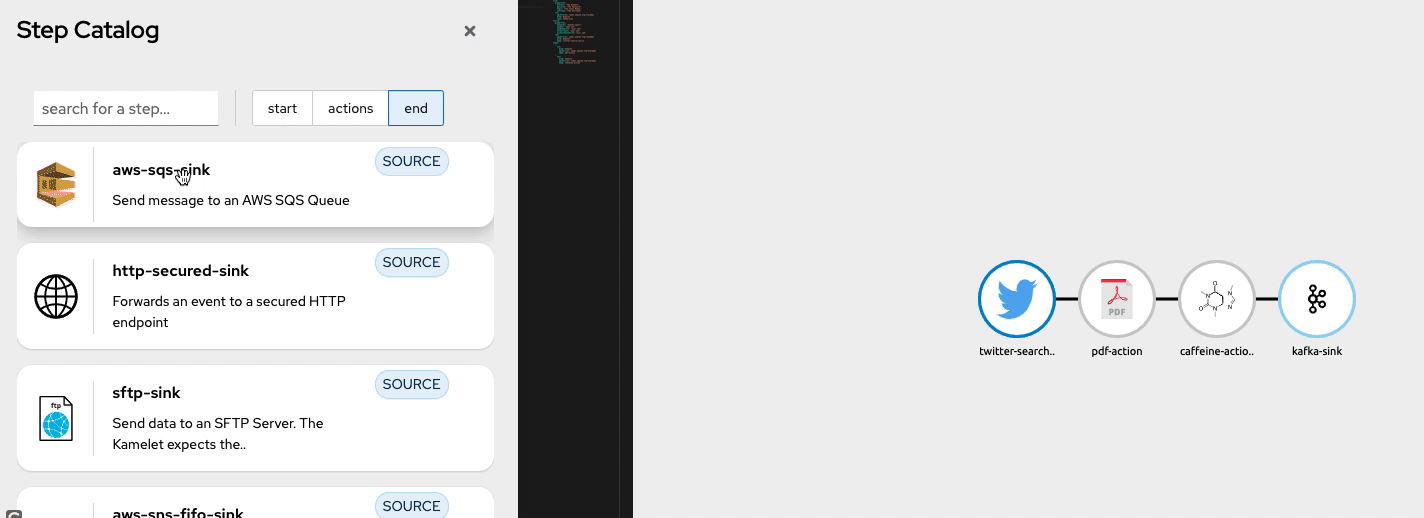 Step Catalog
search for a step...
start
actions
end
aws-sqs-sink
SOURCE
Send message to an AWS SQS Queue
http-secured-sink
SOURCE
Forwards an event to a secured HTTP
endpoint
ftp
sftp-sink
SOURCE
Send data to an SFTP Server. The
Kamelet expects the..
aws-sns-fifo-sink
SOURCE
PDF
twitter-search..
pdf-action
caffeine-actio..
kafka-sink